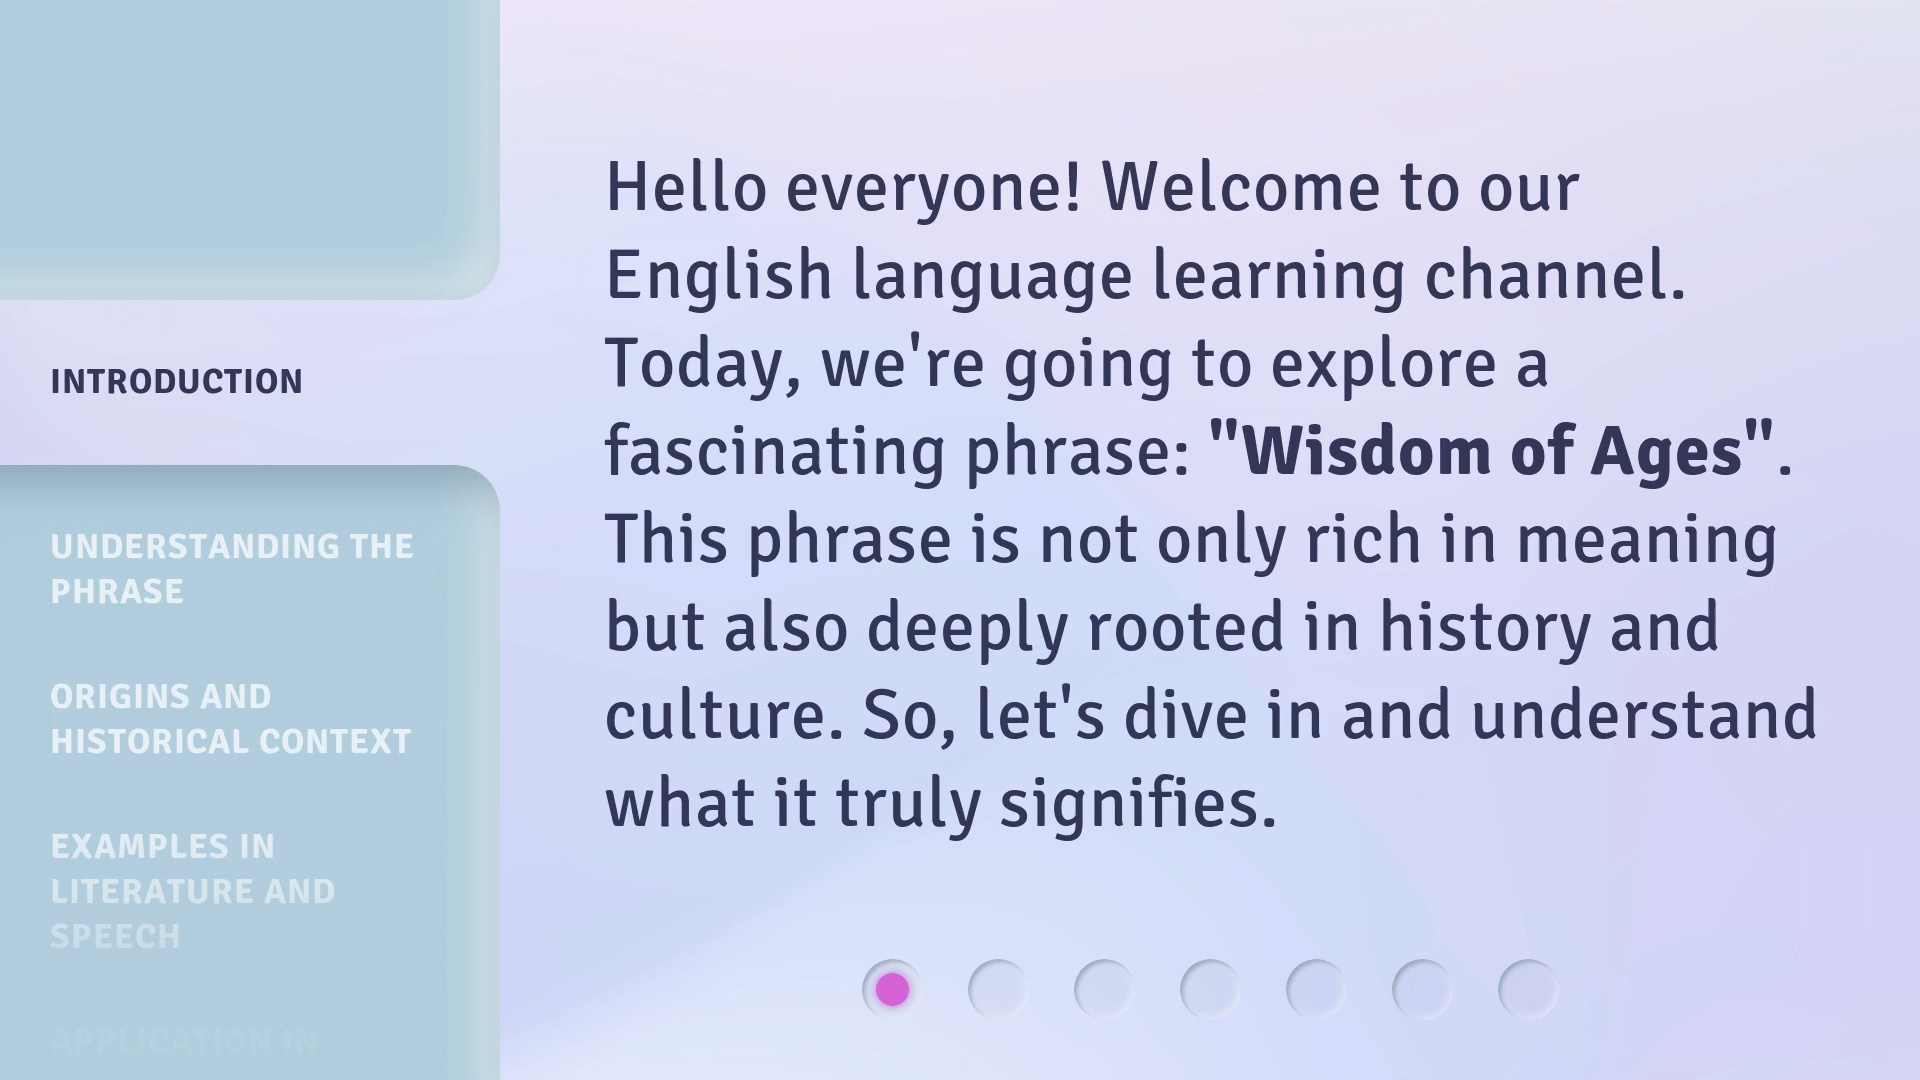 INTRODUCTION
UNDERSTANDING THE
PHRASE
ORIGINS AND
HISTORICAL CONTEXT
EXAMPLES IN
LITERATURE AND
SPEECH
APPLICATION IN
Hello everyone! Welcome to our
English language learning channel.
Today, we're going to explore a
fascinating phrase: "Wisdom of Ages".
This phrase is not only rich in meaning
but also deeply rooted in history and
culture. So, let's dive in and understand
what it truly signifies.